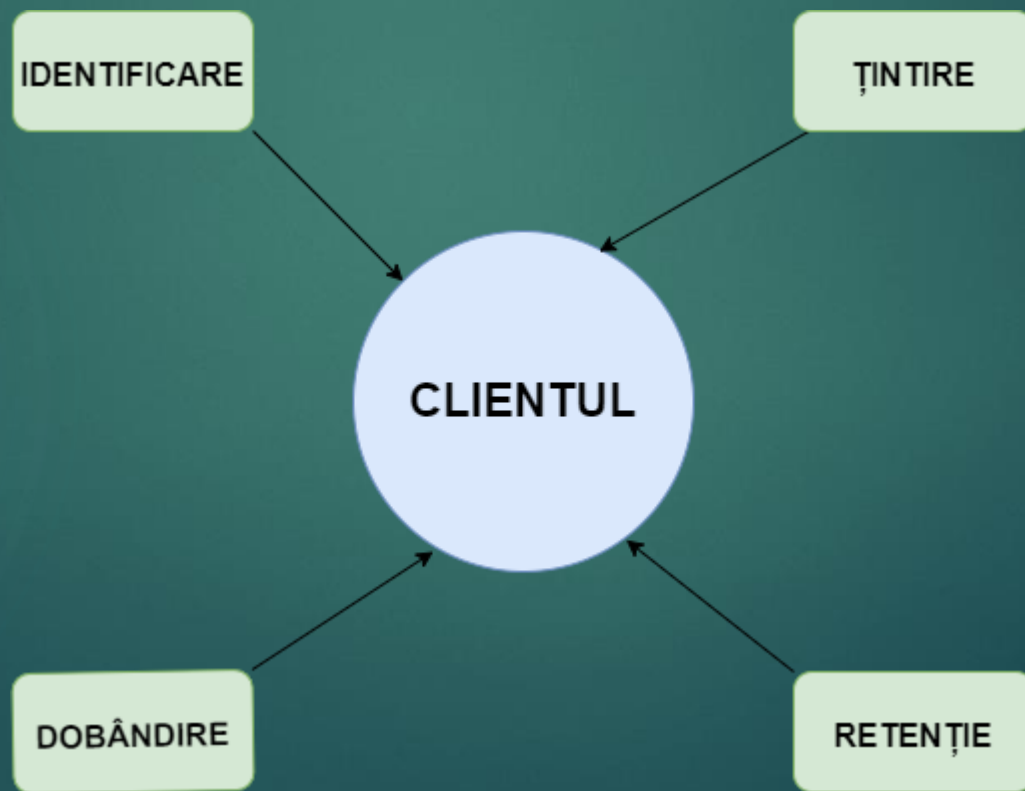 IDENTIFICARE
ȚINTIRE
CLIENTUL
DOBÂNDIRE
RETENȚIE